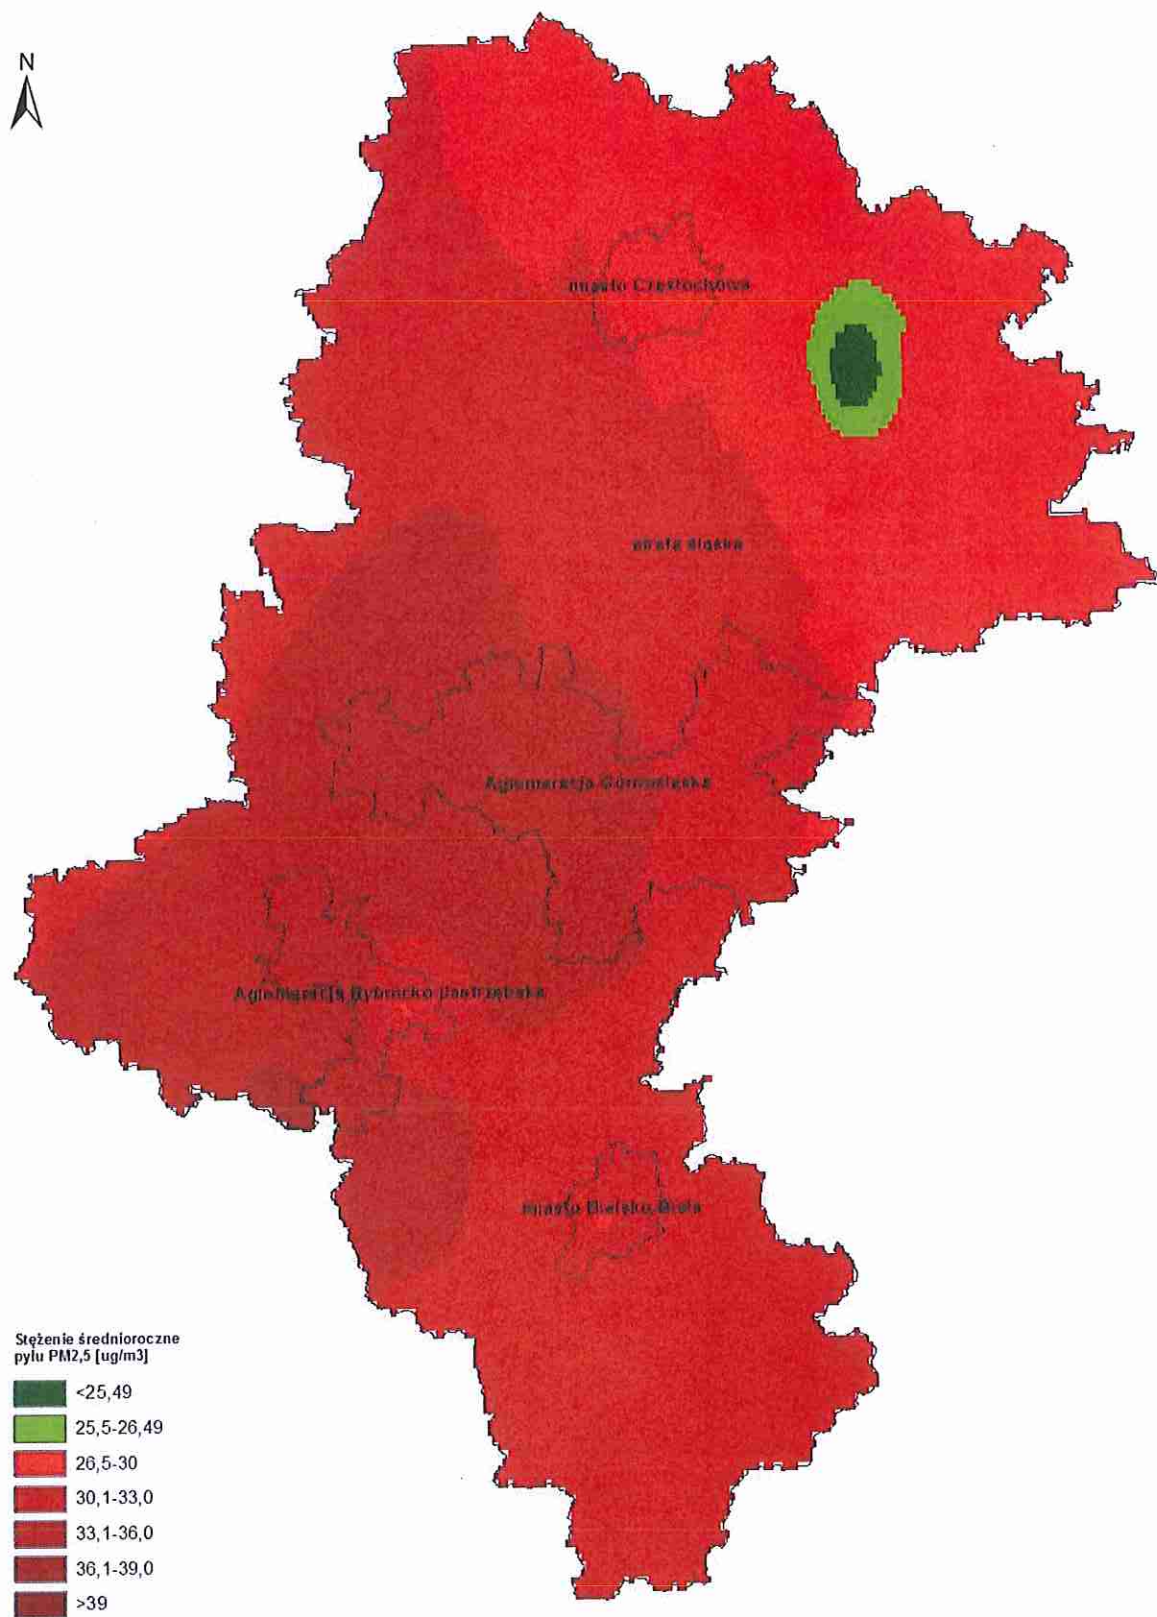 N
miasto Częstochowa
strefa śląska
Aglomeracja Górnośląska
Aglomeracja Rybnicko Jastrzębska
miasto Bielsko Biała
Stężenie średnioroczne
pyłu PM2,5 [ug/m3]
<25,49
25,5-26,49
26,5-30
30,1-33,0
33,1-36,0
36,1-39,0
>39